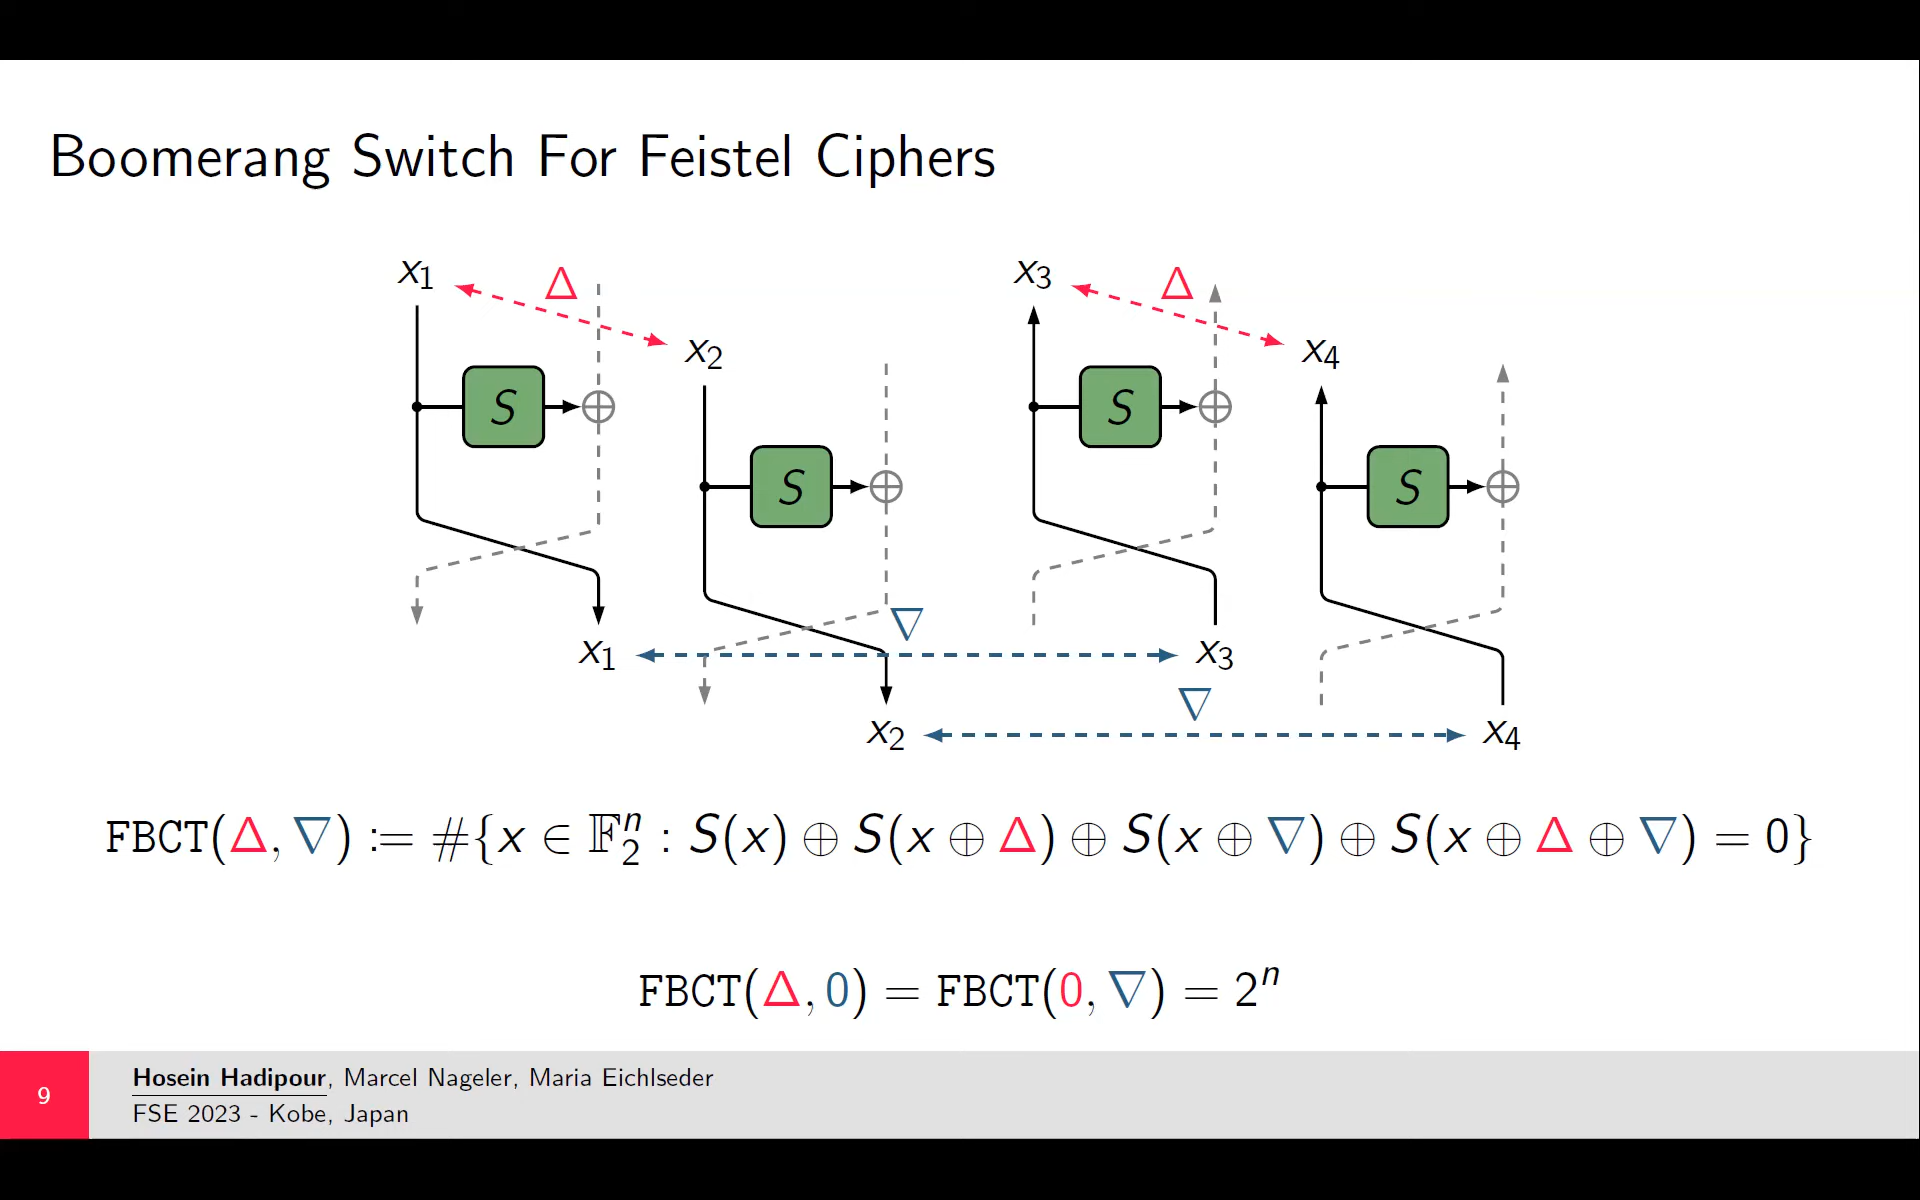 Boomerang Switch For Feistel Ciphers
x₁ Δ x₃ Δ
x₂ x₄
S S
S S
∇
x₁ x₃
∇
x₂ x₄
FBCT(Δ, ∇) := #{x ∈ 𝔽₂ⁿ : S(x) ⊕ S(x ⊕ Δ) ⊕ S(x ⊕ ∇) ⊕ S(x ⊕ Δ ⊕ ∇) = 0}
FBCT(Δ, 0) = FBCT(0, ∇) = 2ⁿ
9
Hosein Hadipour, Marcel Nageler, Maria Eichlseder
FSE 2023 - Kobe, Japan